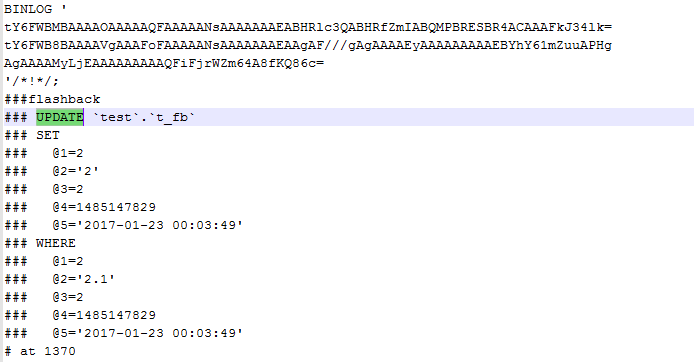 BINLOG '
tY6FWBMBAAAAOAAAAAQFAAAAANsAAAAAAAEABHRlc3QABHRfZmIABQMPBRESBR4ACAAAFkJ34lk=
tY6FWB8BAAAAVgAAAFoFAAAAANsAAAAAAAEAAgAF///gAgAAAAEyAAAAAAAAAEBYhY61mZuuAPHg
AgAAAAMyLjEAAAAAAAAAQFiFjrWZm64A8fKQ86c=
'/*!*/;
###flashback
### UPDATE `test`.`t_fb`
### SET
###   @1=2
###   @2='2'
###   @3=2
###   @4=1485147829
###   @5='2017-01-23 00:03:49'
### WHERE
###   @1=2
###   @2='2.1'
###   @3=2
###   @4=1485147829
###   @5='2017-01-23 00:03:49'
# at 1370